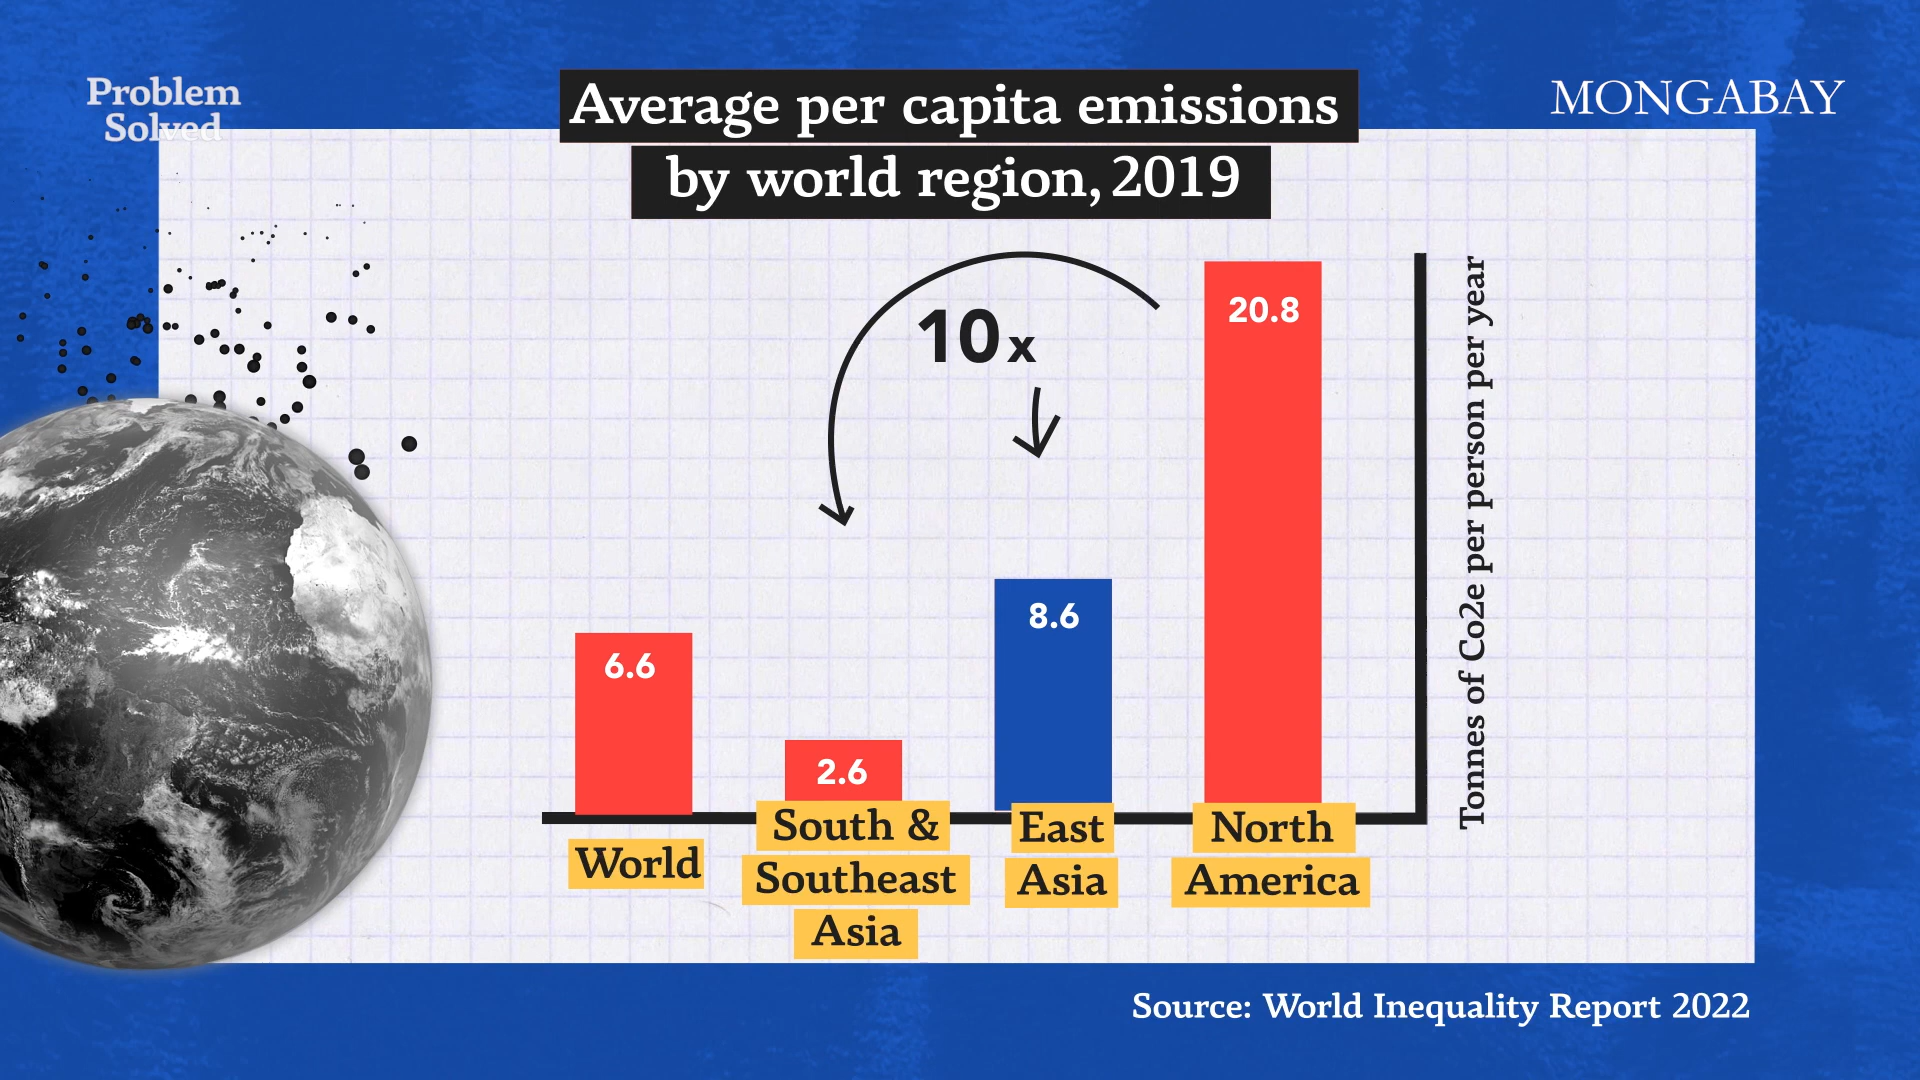 Problem
Solved
MONGABAY
Average per capita emissions
by world region, 2019
10x
20.8
8.6
6.6
2.6
Tonnes of Co2e per person per year
World
South &
Southeast
Asia
East
Asia
North
America
Source: World Inequality Report 2022